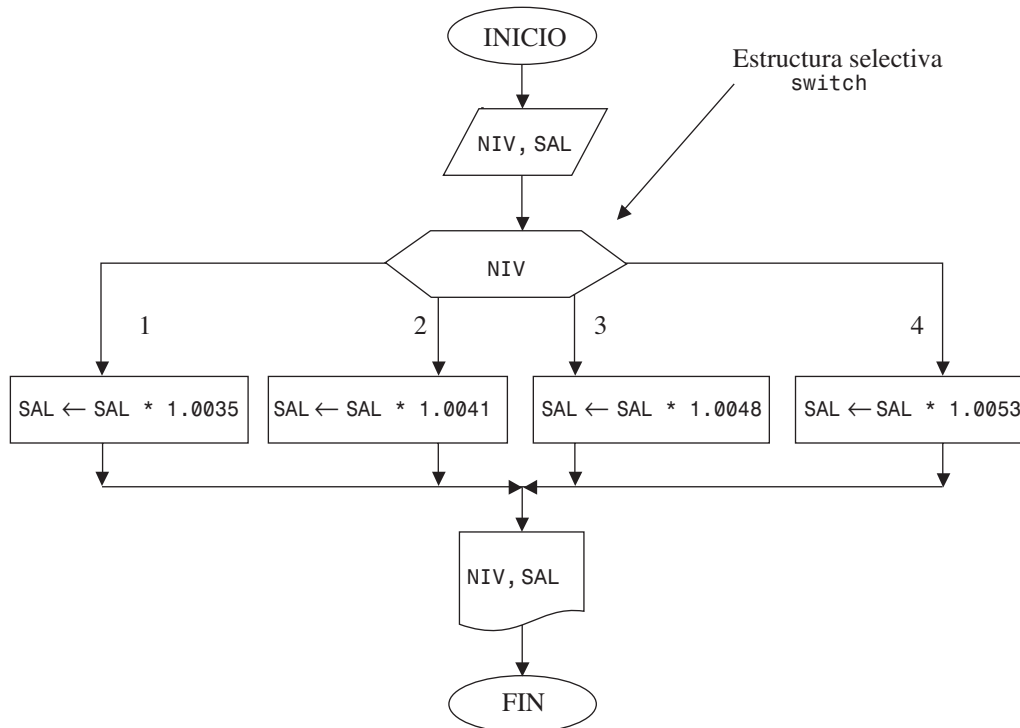 INICIO
Estructura selectiva
switch
NIV, SAL
NIV
1
2
3
4
SAL ← SAL * 1.0035
SAL ← SAL * 1.0041
SAL ← SAL * 1.0048
SAL ← SAL * 1.0053
NIV, SAL
FIN